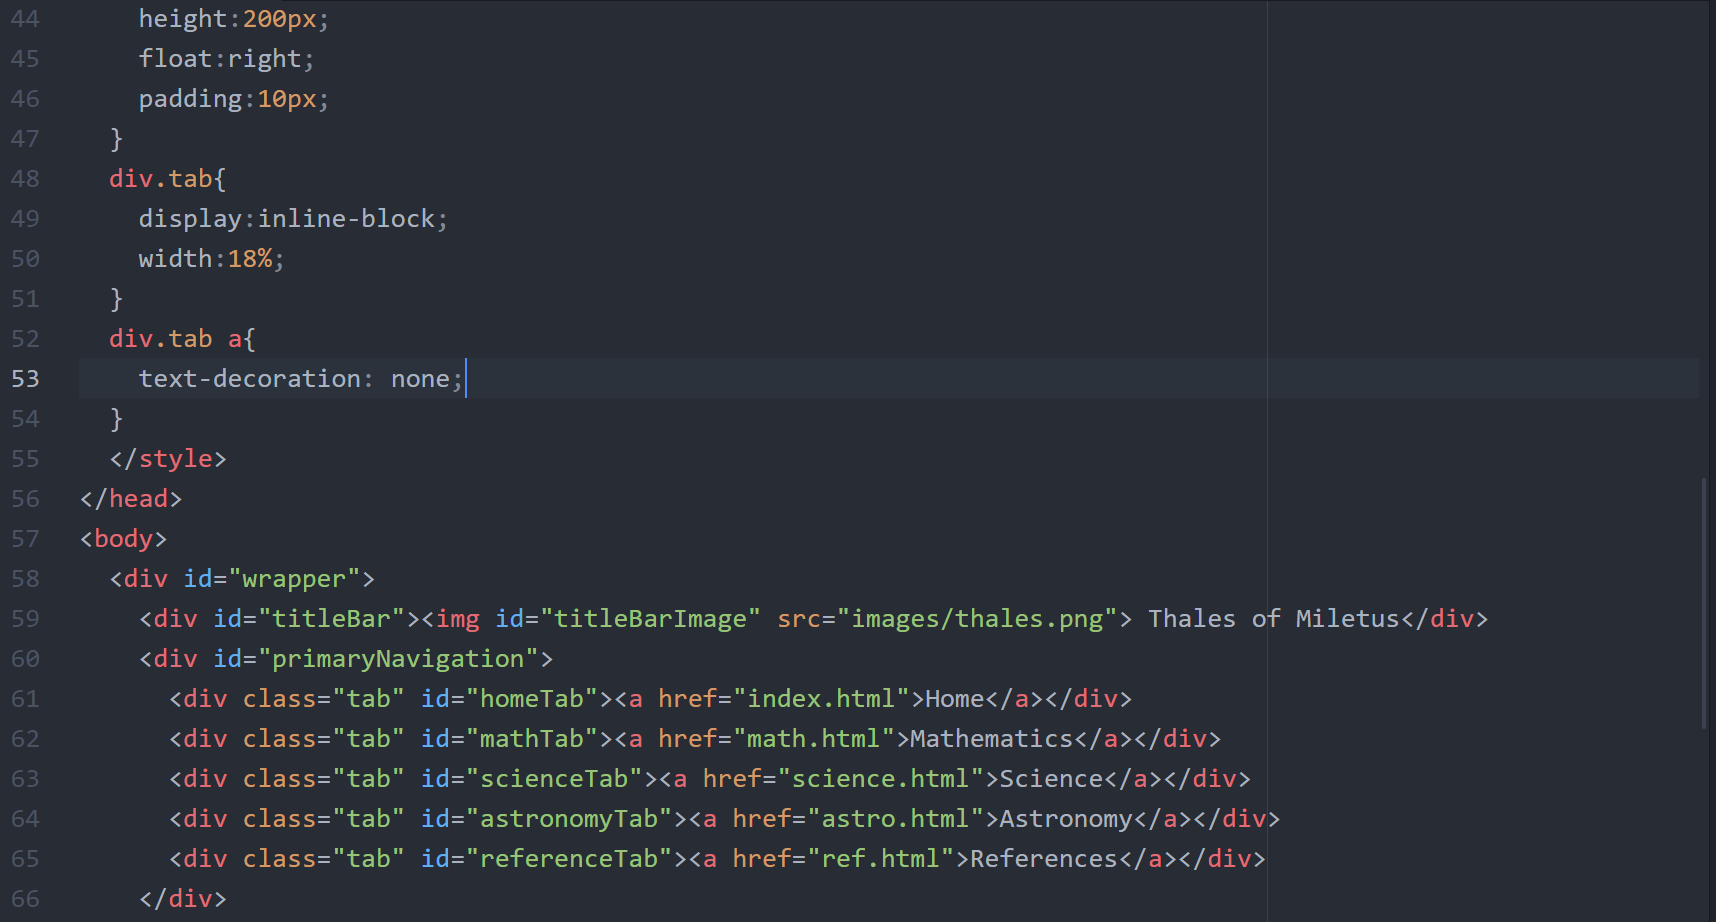 44 height:200px;
45 float:right;
46 padding:10px;
47 }
48 div.tab{
49 display:inline-block;
50 width:18%;
51 }
52 div.tab a{
53 text-decoration: none;
54 }
55 </style>
56 </head>
57 <body>
58 <div id="wrapper">
59 <div id="titleBar"><img id="titleBarImage" src="images/thales.png"> Thales of Miletus</div>
60 <div id="primaryNavigation">
61 <div class="tab" id="homeTab"><a href="index.html">Home</a></div>
62 <div class="tab" id="mathTab"><a href="math.html">Mathematics</a></div>
63 <div class="tab" id="scienceTab"><a href="science.html">Science</a></div>
64 <div class="tab" id="astronomyTab"><a href="astro.html">Astronomy</a></div>
65 <div class="tab" id="referenceTab"><a href="ref.html">References</a></div>
66 </div>